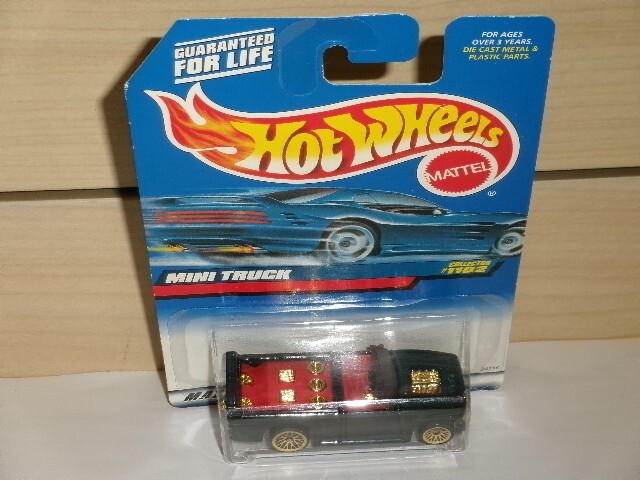 GUARANTEED
FOR LIFE
FOR AGES
OVER 3 YEARS.
DIE CAST METAL &
PLASTIC PARTS.
HOT WHEELS
MATTEL
®
MINI TRUCK
COLLECTOR
#1102